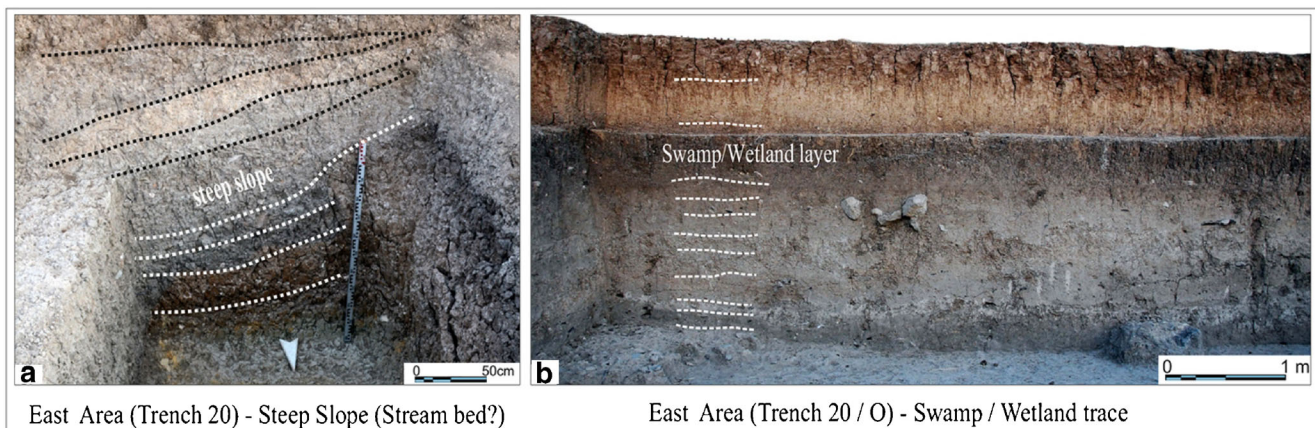 steep slope
a
0 50cm
Swamp/Wetland layer
b
0 1 m
East Area (Trench 20) - Steep Slope (Stream bed?)
East Area (Trench 20 / O) - Swamp / Wetland trace